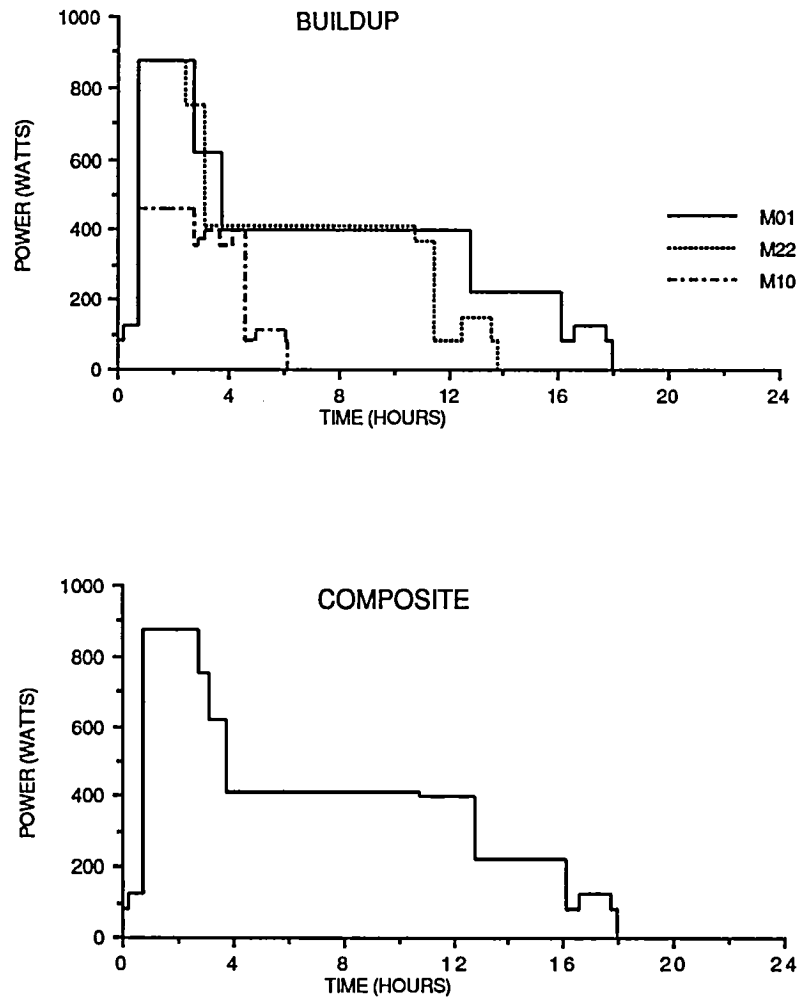 BUILDUP
1000
800
600
400
200
0
POWER (WATTS)
0 4 8 12 16 20 24
TIME (HOURS)
M01
M22
M10
COMPOSITE
1000
800
600
400
200
0
POWER (WATTS)
0 4 8 12 16 20 24
TIME (HOURS)